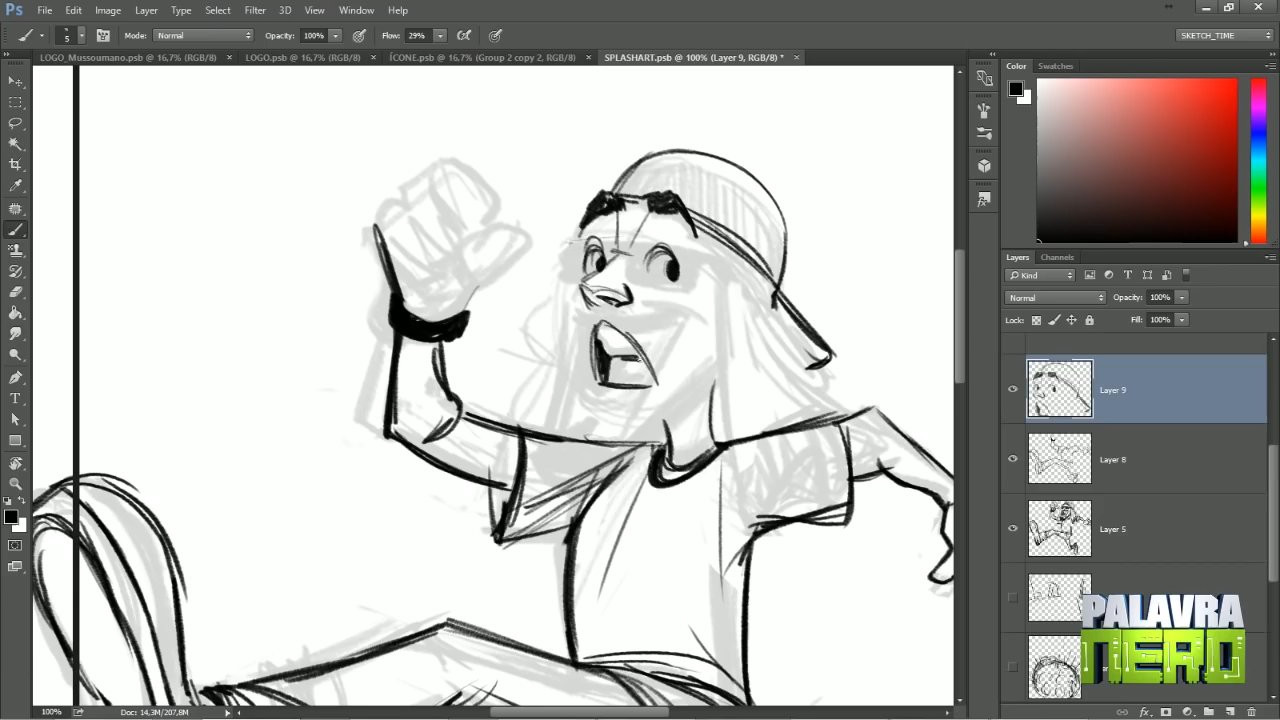 Ps File Edit Image Layer Type Select Filter 3D View Window Help
5 Mode: Normal Opacity: 100% Flow: 29% SKETCH_TIME
LOGO_Mussoumano.psb @ 16,7% (RGB/8) × LOGO.psb @ 16,7% (RGB/8) × ÍCONE.psb @ 16,7% (Group 2 copy 2, RGB/8) × SPLASHART.psb @ 100% (Layer 9, RGB/8) * ×
Color Swatches
Layers Channels
Kind
Normal Opacity: 100%
Lock: Fill: 100%
Layer 9
Layer 8
Layer 5
PALAVRA
NERD
100% Doc: 14,3M/207,8M